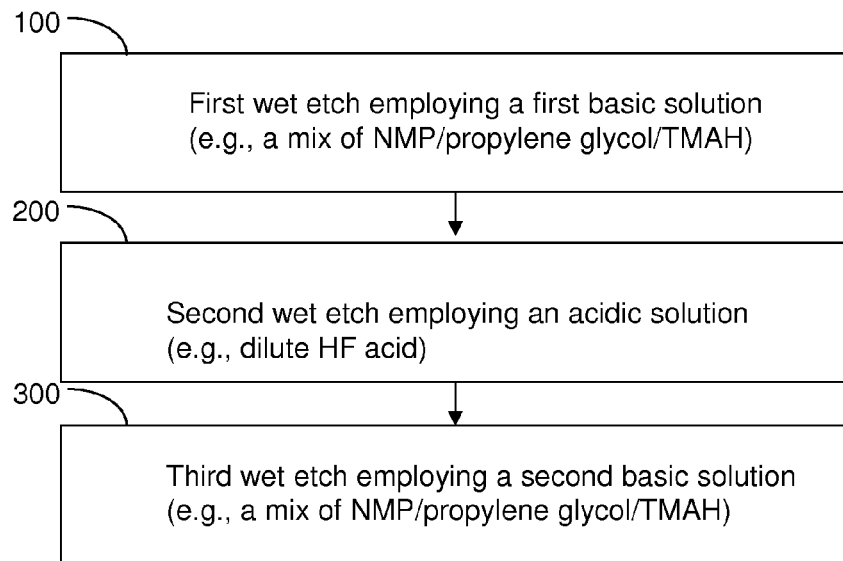 100
First wet etch employing a first basic solution
(e.g., a mix of NMP/propylene glycol/TMAH)
200
Second wet etch employing an acidic solution
(e.g., dilute HF acid)
300
Third wet etch employing a second basic solution
(e.g., a mix of NMP/propylene glycol/TMAH)